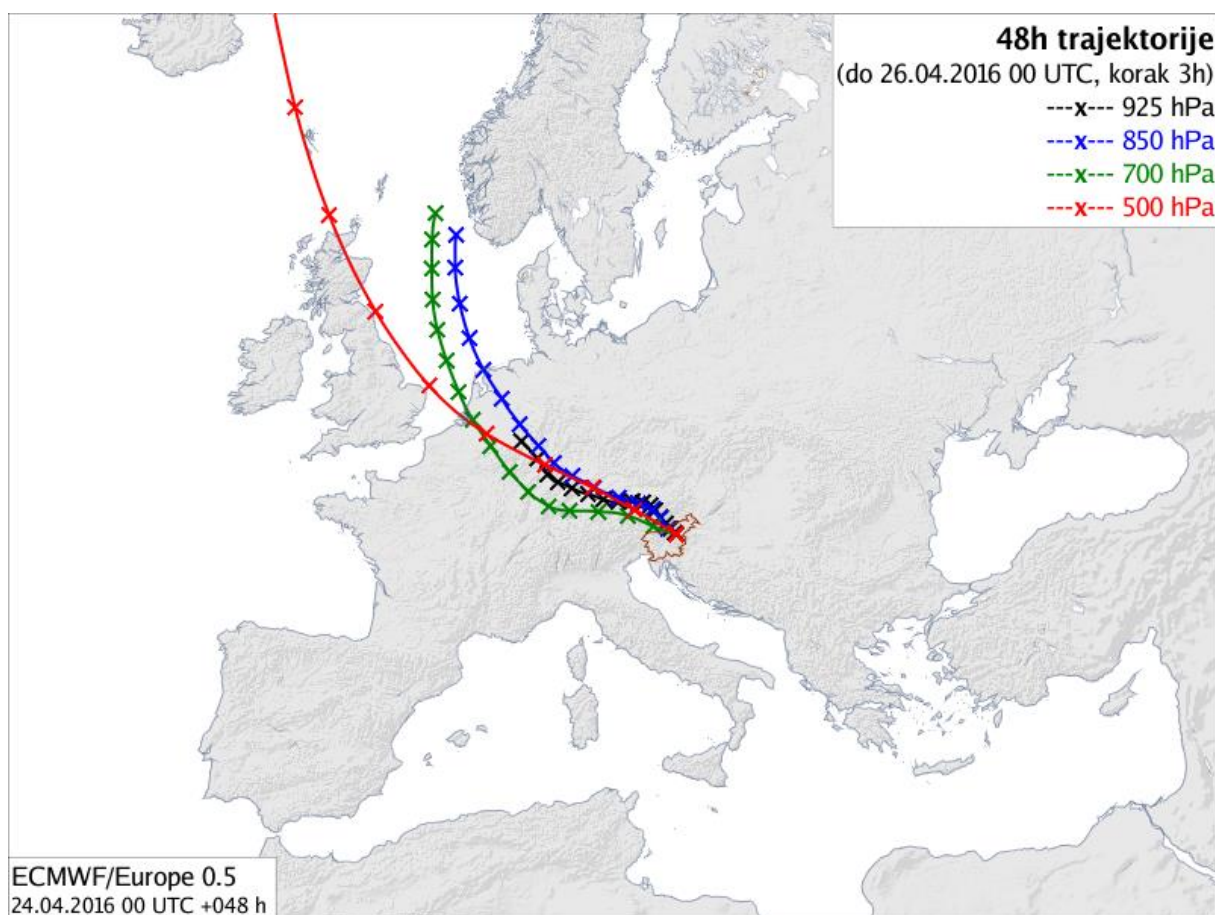 48h trajektorije
(do 26.04.2016 00 UTC, korak 3h)
---x--- 925 hPa
---x--- 850 hPa
---x--- 700 hPa
---x--- 500 hPa
ECMWF/Europe 0.5
24.04.2016 00 UTC +048 h